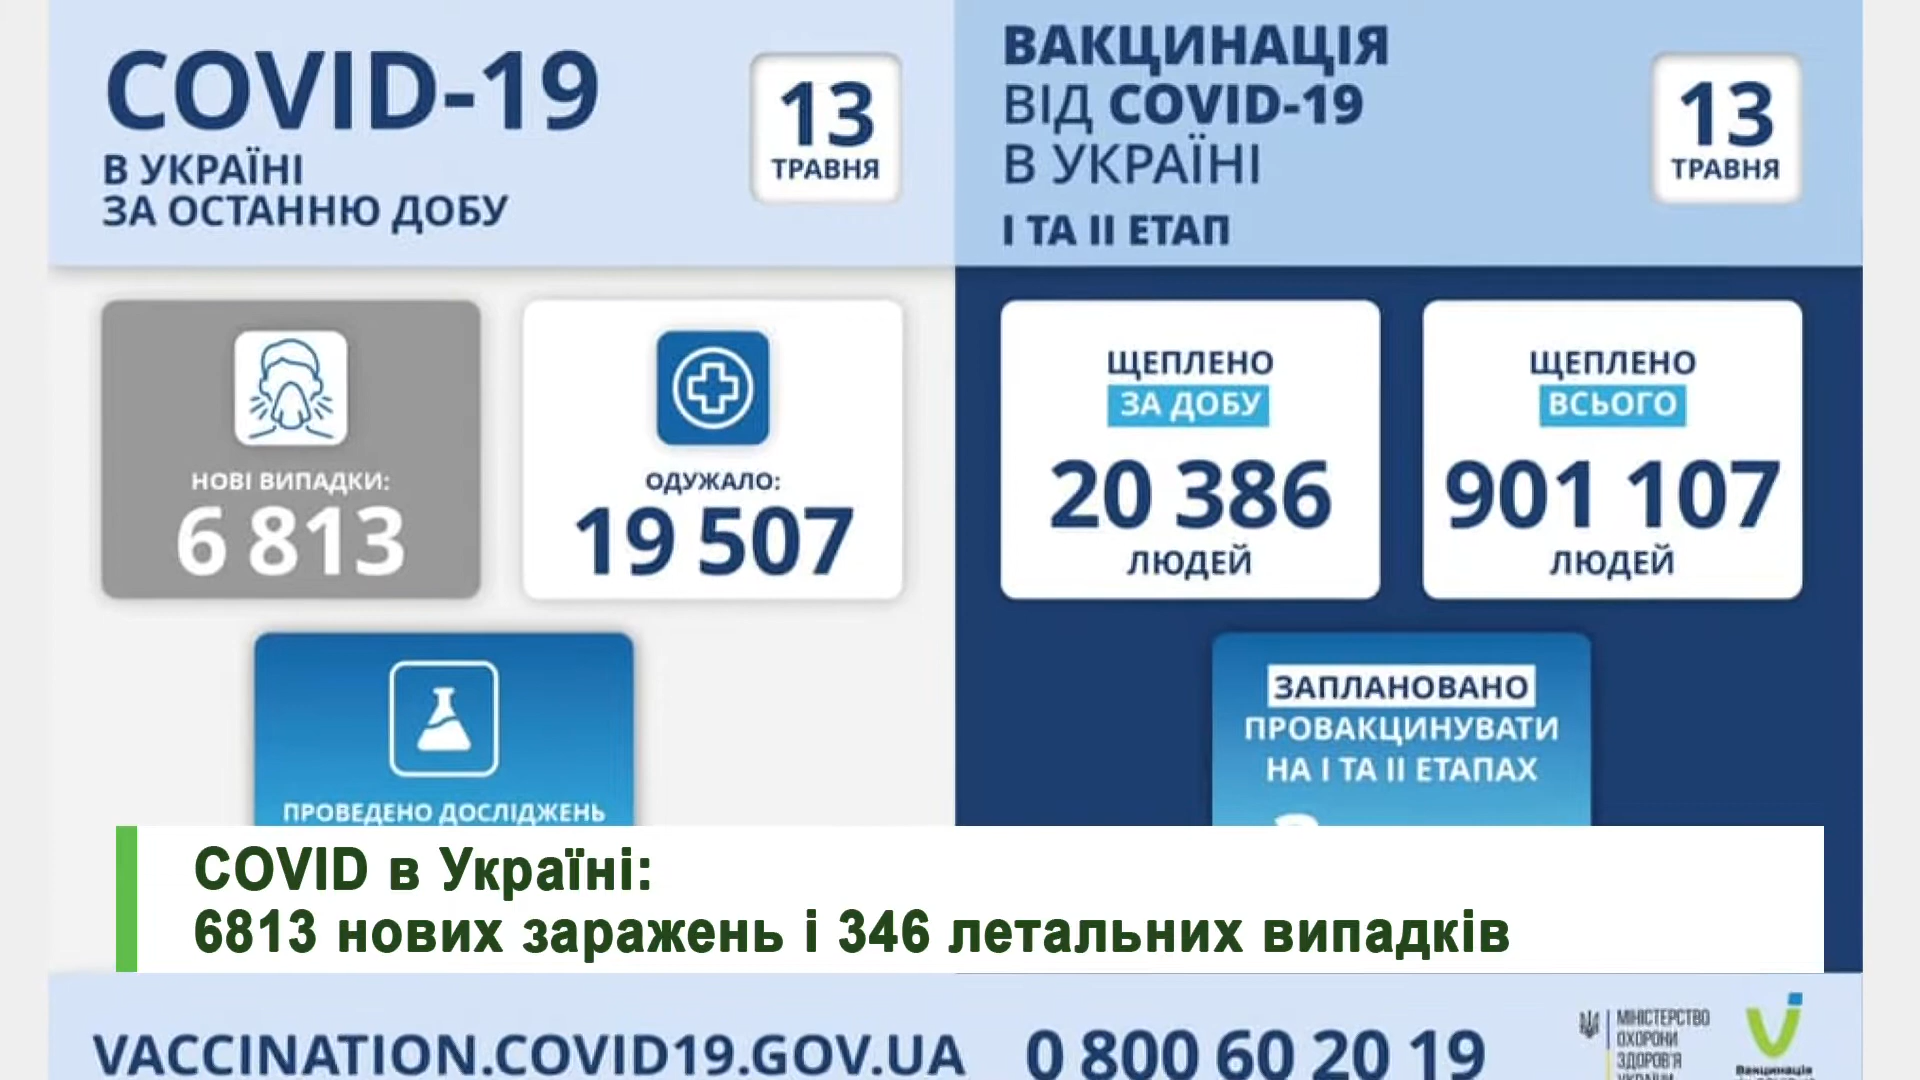 COVID-19
В УКРАЇНІ
ЗА ОСТАННЮ ДОБУ
13
ТРАВНЯ
НОВІ ВИПАДКИ:
6 813
ОДУЖАЛО:
19 507
ПРОВЕДЕНО ДОСЛІДЖЕНЬ
ВАКЦИНАЦІЯ
ВІД COVID-19
В УКРАЇНІ
І ТА ІІ ЕТАП
13
ТРАВНЯ
ЩЕПЛЕНО
ЗА ДОБУ
20 386
ЛЮДЕЙ
ЩЕПЛЕНО
ВСЬОГО
901 107
ЛЮДЕЙ
ЗАПЛАНОВАНО
ПРОВАКЦИНУВАТИ
НА І ТА ІІ ЕТАПАХ
COVID в Україні:
6813 нових заражень і 346 летальних випадків
VACCINATION.COVID19.GOV.UA
0 800 60 20 19
МІНІСТЕРСТВО
ОХОРОНИ
ЗДОРОВ'Я
УКРАЇНИ
Вакцинація